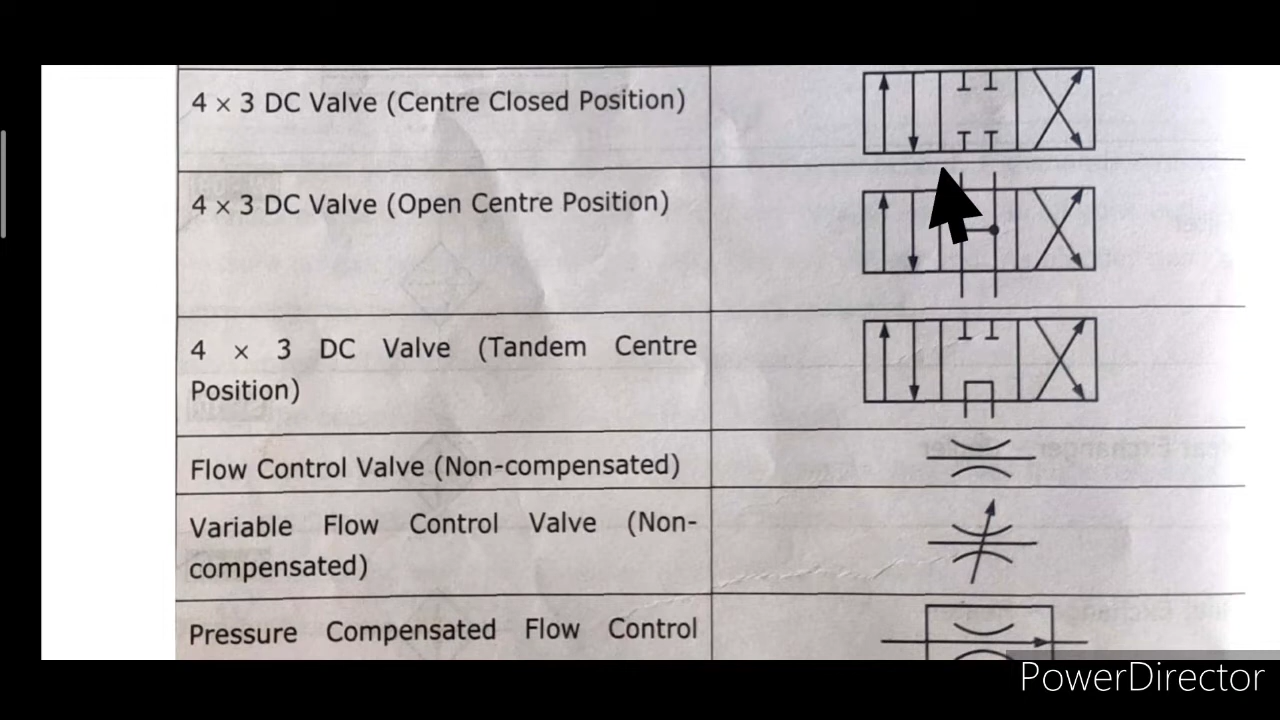 4 × 3 DC Valve (Centre Closed Position)
4 × 3 DC Valve (Open Centre Position)
4 × 3 DC Valve (Tandem Centre
Position)
Flow Control Valve (Non-compensated)
Variable Flow Control Valve (Non-
compensated)
Pressure Compensated Flow Control
PowerDirector